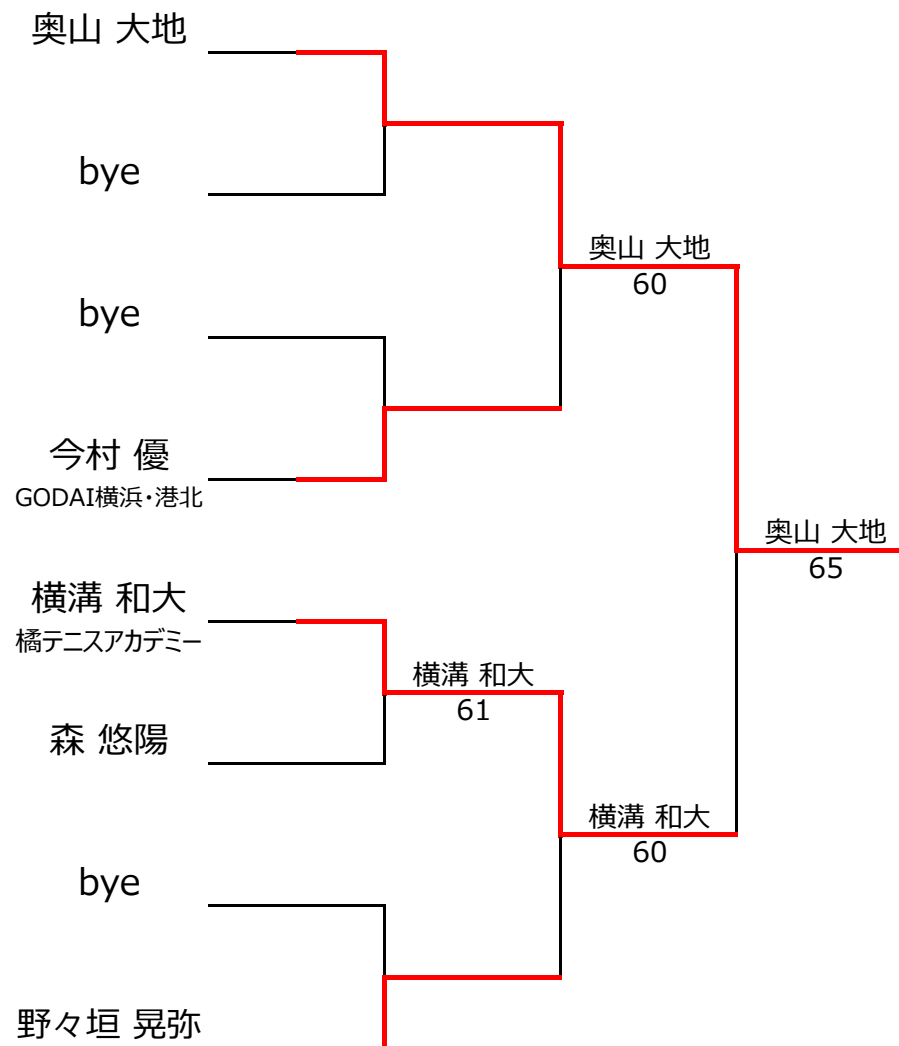 奥山 大地
bye
bye
今村 優
GODAI横浜・港北
横溝 和大
橘テニスアカデミー
森 悠陽
bye
野々垣 晃弥
横溝 和大
61
奥山 大地
60
横溝 和大
60
奥山 大地
65